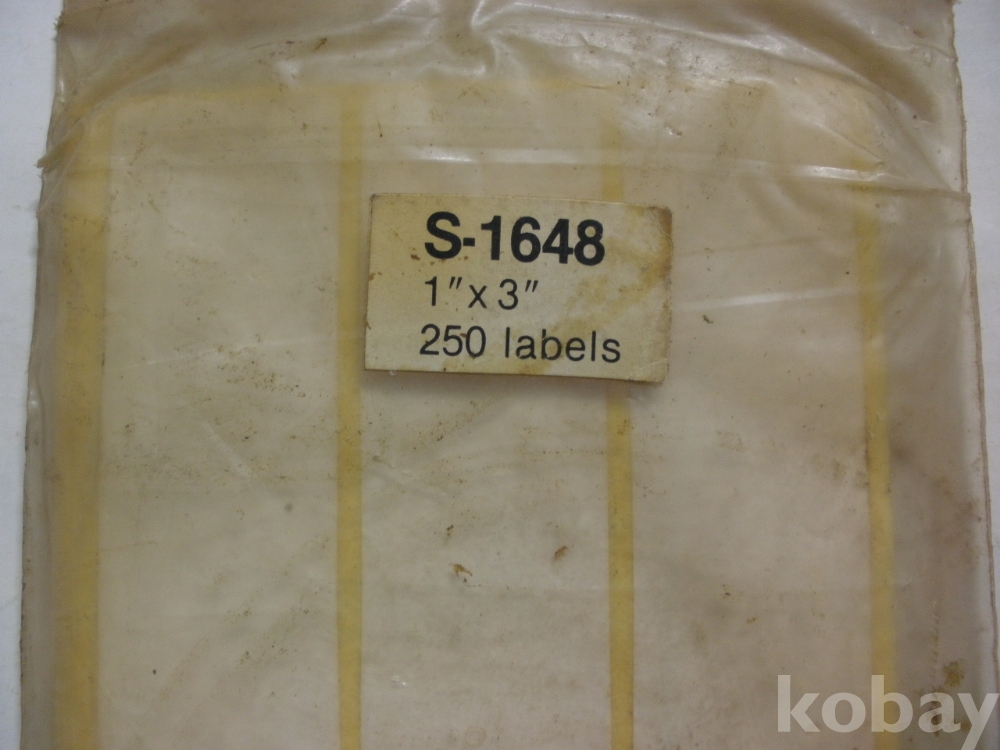 S-1648
1" x 3"
250 labels
kobay